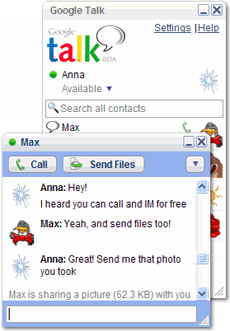 Google Talk
Google
talk
BETA
Settings | Help
Anna
Available
Search all contacts
Max
Max
Call
Send Files
Anna: Hey!
I heard you can call and IM for free
Max: Yeah, and send files too!
Anna: Great! Send me that photo
you took
Max is sharing a picture (62.3 KB) with you